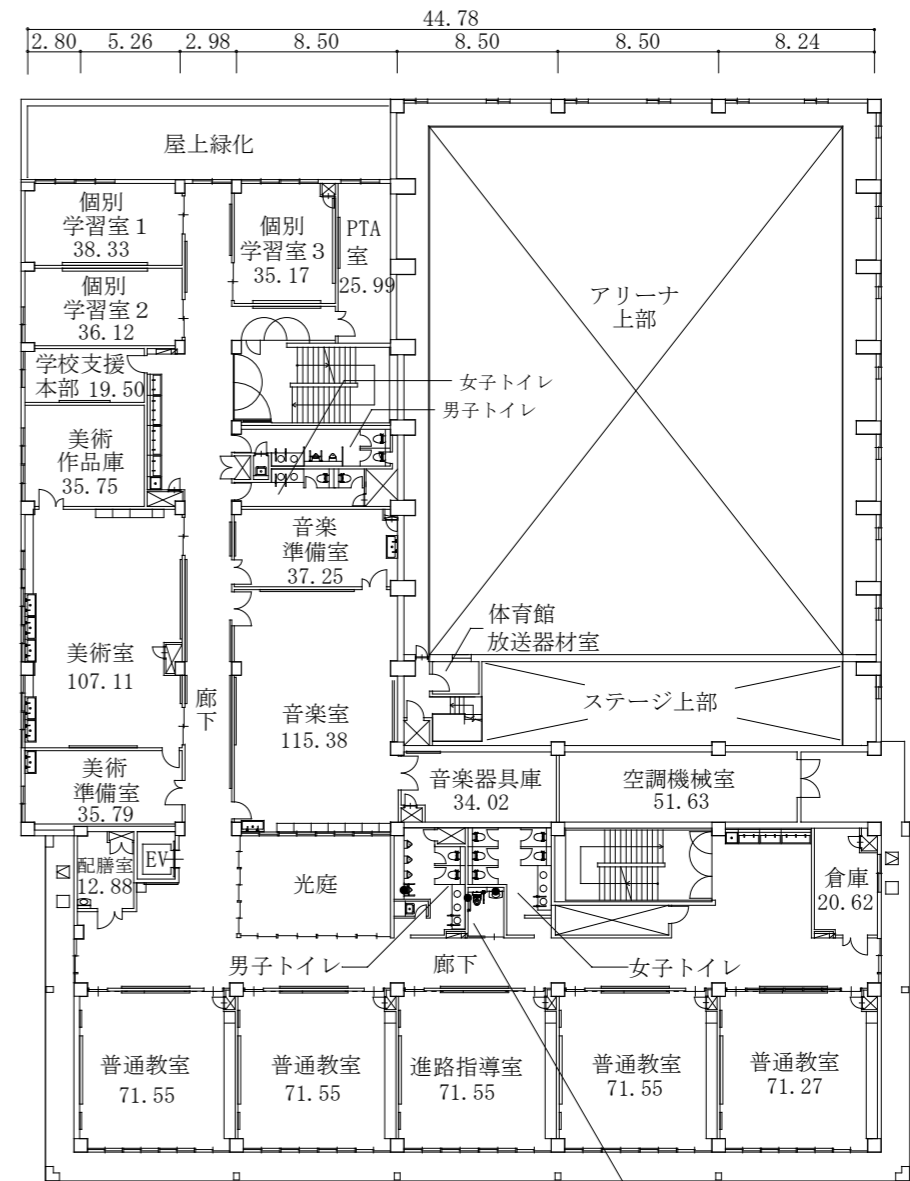 44.78
2.80 5.26 2.98 8.50 8.50 8.50 8.24
屋上緑化
個別
学習室1
38.33
個別
学習室3
35.17
PTA
室
25.99
個別
学習室2
36.12
アリーナ
上部
学校支援
本部 19.50
女子トイレ
男子トイレ
美術
作品庫
35.75
音楽
準備室
37.25
体育館
放送器材室
美術室
107.11
廊
下
音楽室
115.38
ステージ上部
美術
準備室
35.79
音楽器具庫
34.02
空調機械室
51.63
配膳室
12.88
EV
光庭
倉庫
20.62
男子トイレ
廊下
女子トイレ
普通教室
71.55
普通教室
71.55
進路指導室
71.55
普通教室
71.55
普通教室
71.27